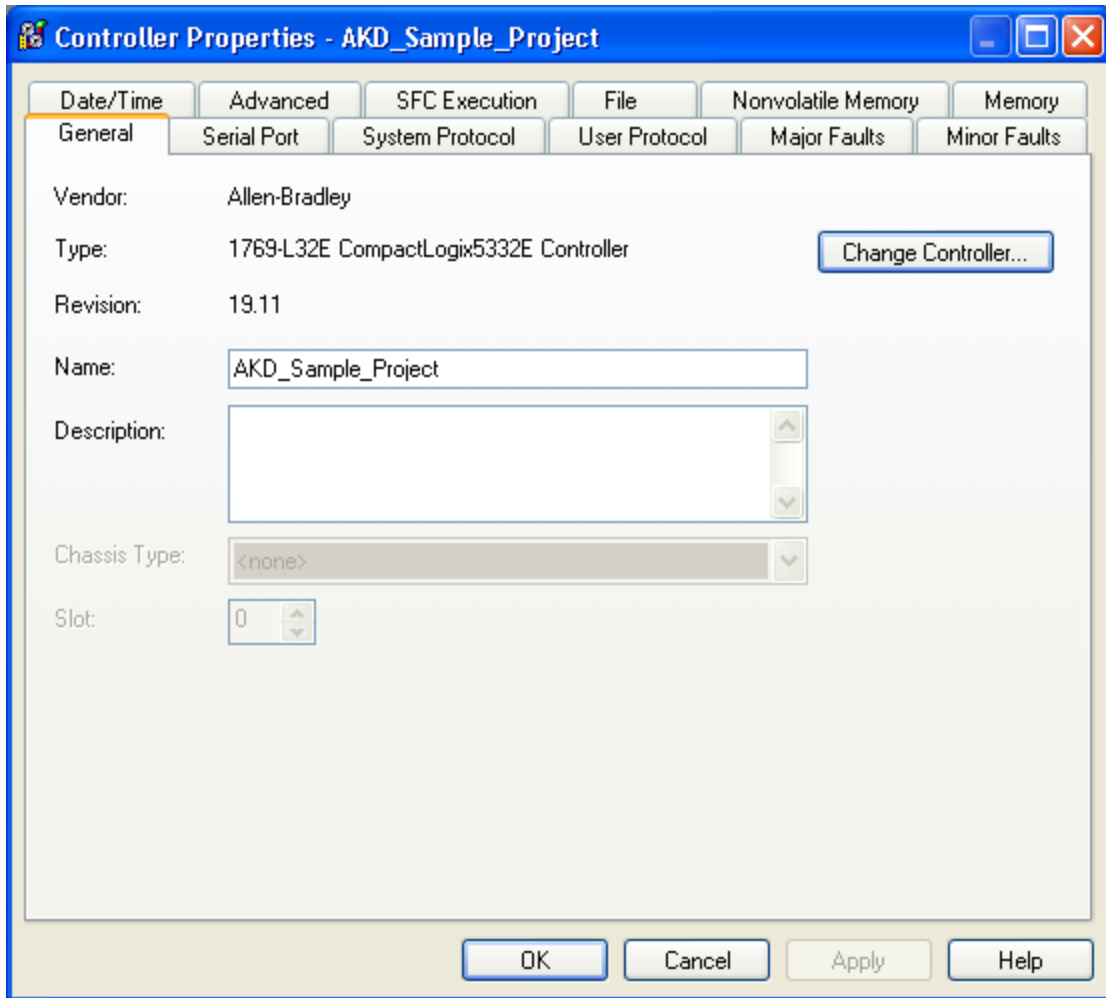 Controller Properties - AKD_Sample_Project
Date/Time Advanced SFC Execution File Nonvolatile Memory Memory
General Serial Port System Protocol User Protocol Major Faults Minor Faults
Vendor: Allen-Bradley
Type: 1769-L32E CompactLogix5332E Controller Change Controller...
Revision: 19.11
Name: AKD_Sample_Project
Description:
Chassis Type: <none>
Slot: 0
OK Cancel Apply Help